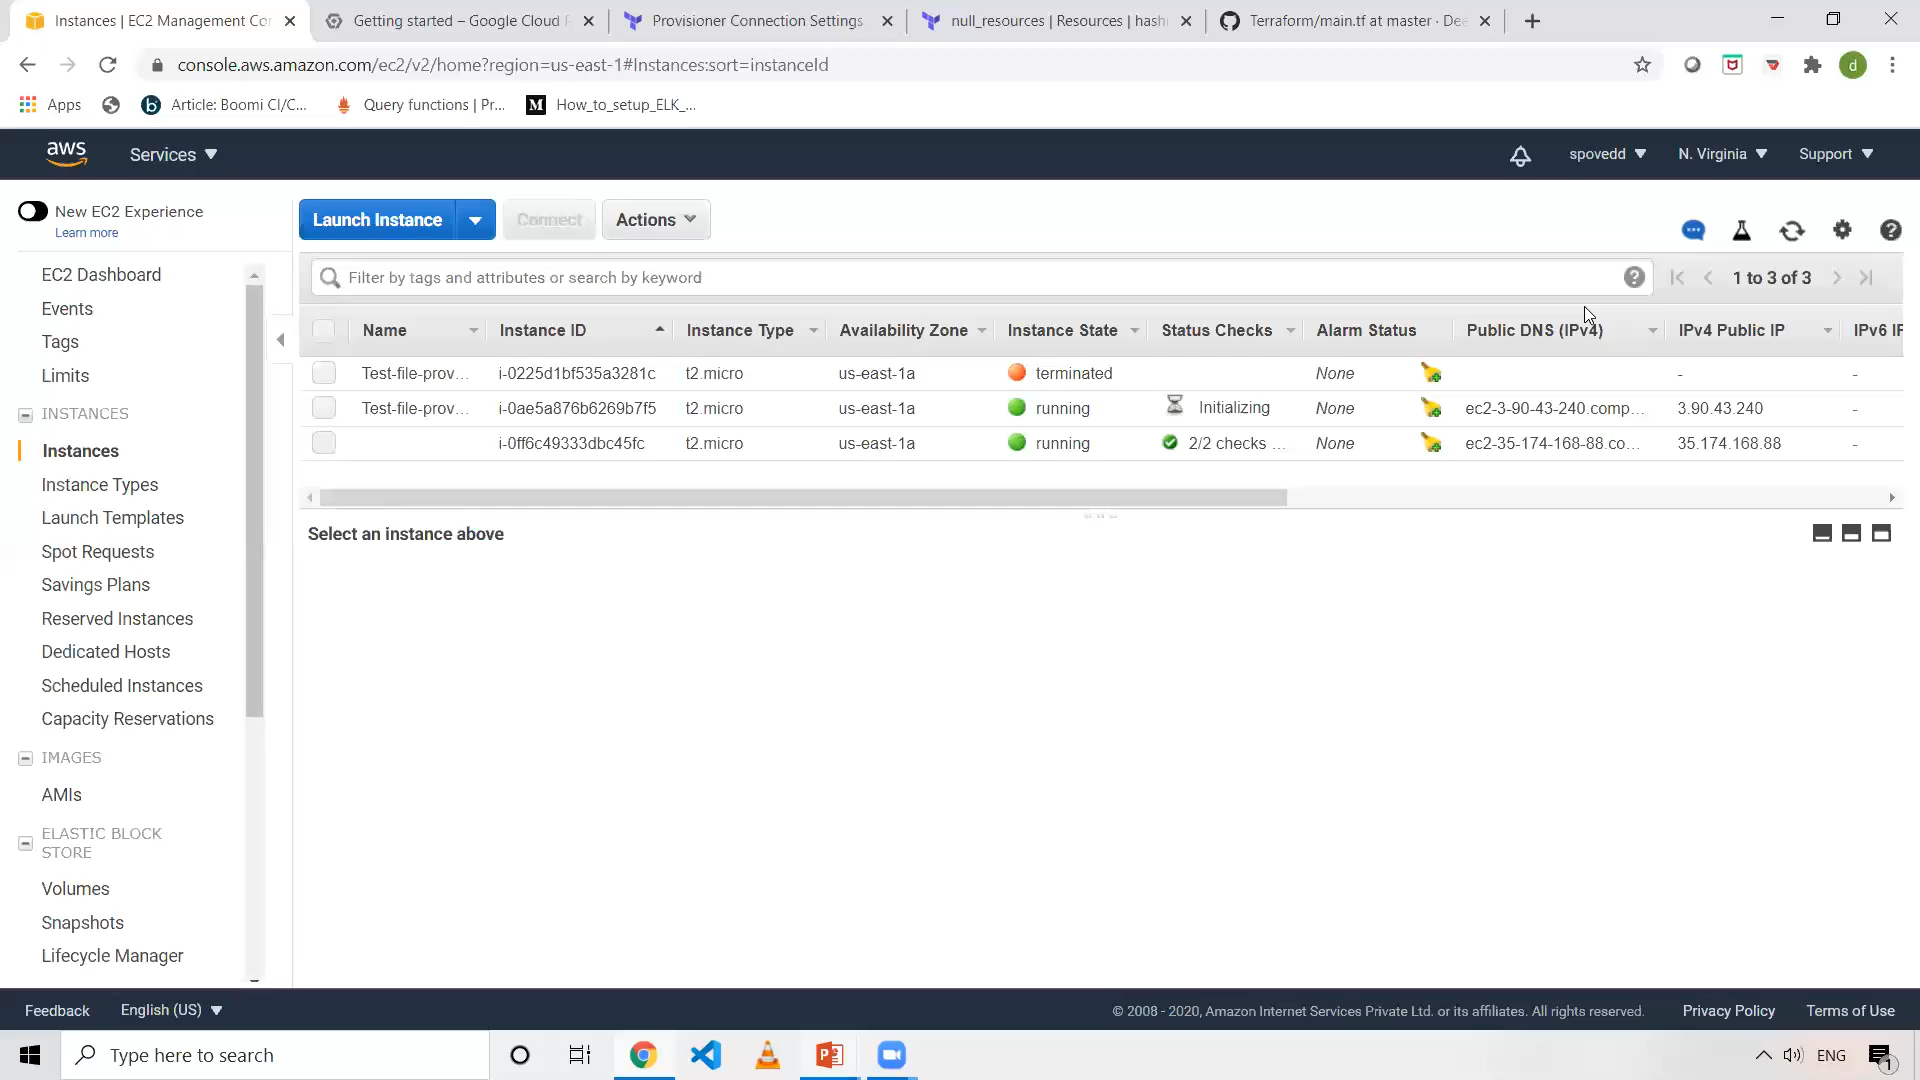 Instances | EC2 Management Con
Getting started – Google Cloud P
Provisioner Connection Settings
null_resources | Resources | hash
Terraform/main.tf at master · Dee
console.aws.amazon.com/ec2/v2/home?region=us-east-1#Instances:sort=instanceId
d
Apps
Article: Boomi CI/C...
Query functions | Pr...
M
How_to_setup_ELK_...
aws
Services
spovedd
N. Virginia
Support
New EC2 Experience
Learn more
Launch Instance
Connect
Actions
Filter by tags and attributes or search by keyword
1 to 3 of 3
EC2 Dashboard
Events
Tags
Limits
INSTANCES
Instances
Instance Types
Launch Templates
Spot Requests
Savings Plans
Reserved Instances
Dedicated Hosts
Scheduled Instances
Capacity Reservations
IMAGES
AMIs
ELASTIC BLOCK
STORE
Volumes
Snapshots
Lifecycle Manager
Name Instance ID Instance Type Availability Zone Instance State Status Checks Alarm Status Public DNS (IPv4) IPv4 Public IP IPv6 IP
Test-file-prov... i-0225d1bf535a3281c t2.micro us-east-1a terminated None - -
Test-file-prov... i-0ae5a876b6269b7f5 t2.micro us-east-1a running Initializing None ec2-3-90-43-240.comp... 3.90.43.240 -
i-0ff6c49333dbc45fc t2.micro us-east-1a running 2/2 checks ... None ec2-35-174-168-88.co... 35.174.168.88 -
Select an instance above
Feedback
English (US)
© 2008 - 2020, Amazon Internet Services Private Ltd. or its affiliates. All rights reserved.
Privacy Policy
Terms of Use
Type here to search
ENG
1